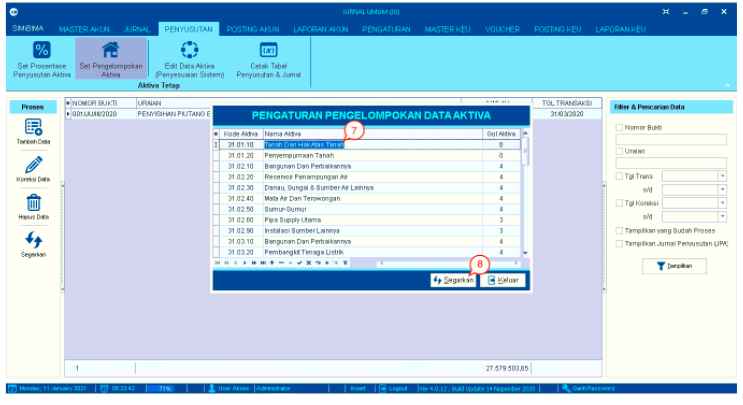 JURNAL UMUM (JU)
SIMBIMA MASTER AKUN JURNAL PENYUSUTAN POSTING AKUN LAPORAN AKUN PENGATURAN MASTER KEU VOUCHER POSTING KEU LAPORAN KEU
Set Prosentase Penyusutan Aktiva
Set Pengelompokan Aktiva
Edit Data Aktiva (Penyesuaian Sistem)
Cetak Tabel Penyusutan & Jurnal
Aktiva Tetap
Proses
Tambah Data
Koreksi Data
Hapus Data
Segarkan
NOMOR BUKTI URAIAN TGL TRANSAKSI
PENYISIHAN PIUTANG 31/03/2020
PENGATURAN PENGELOMPOKAN DATA AKTIVA
7
Kode Aktiva Nama Aktiva Gol Aktiva
31.01.10 Tanah Dan Hak Atas Tanah 0
31.01.20 Penyempurnaan Tanah 0
31.02.10 Bangunan Dan Perbaikannya 4
31.02.20 Reservoir Penampungan Air 4
31.02.30 Danau, Sungai & Sumber Air Lainnya 4
31.02.40 Mata Air Dan Terowongan 4
31.02.50 Sumur-Sumur 4
31.02.60 Pipa Supply Utama 3
31.02.90 Instalasi Sumber Lainnya 3
31.03.10 Bangunan Dan Perbaikannya 4
31.03.20 Pembangkit Tenaga Listrik 4
8
Segarkan Keluar
Filter & Pencarian Data
Nomor Bukti
Uraian
Tgl Trans
s/d
Tgl Koreksi
s/d
Tampilkan yang Sudah Proses
Tampilkan Jurnal Penyusutan (JPA)
Tampilkan
1 27.579.503,65
Monday, 11 January 2021 08:22:42 71% User Akses : Administrator Insert Logout Ver 4.0.12 , Build Update 14 Nopember 2020 Ganti Password